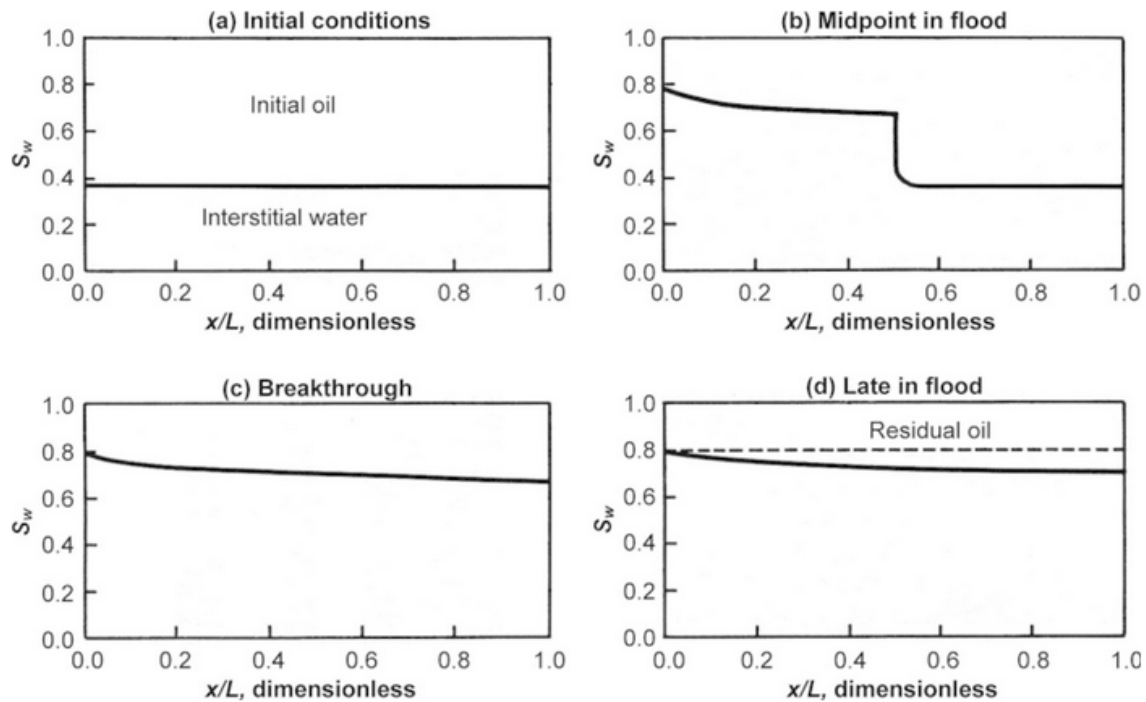 (a) Initial conditions
1.0
0.8
0.6
0.4
0.2
0.0
S_w
Initial oil
Interstitial water
0.0 0.2 0.4 0.6 0.8 1.0
x/L, dimensionless
(b) Midpoint in flood
1.0
0.8
0.6
0.4
0.2
0.0
S_w
0.0 0.2 0.4 0.6 0.8 1.0
x/L, dimensionless
(c) Breakthrough
1.0
0.8
0.6
0.4
0.2
0.0
S_w
0.0 0.2 0.4 0.6 0.8 1.0
x/L, dimensionless
(d) Late in flood
1.0
0.8
0.6
0.4
0.2
0.0
S_w
Residual oil
0.0 0.2 0.4 0.6 0.8 1.0
x/L, dimensionless